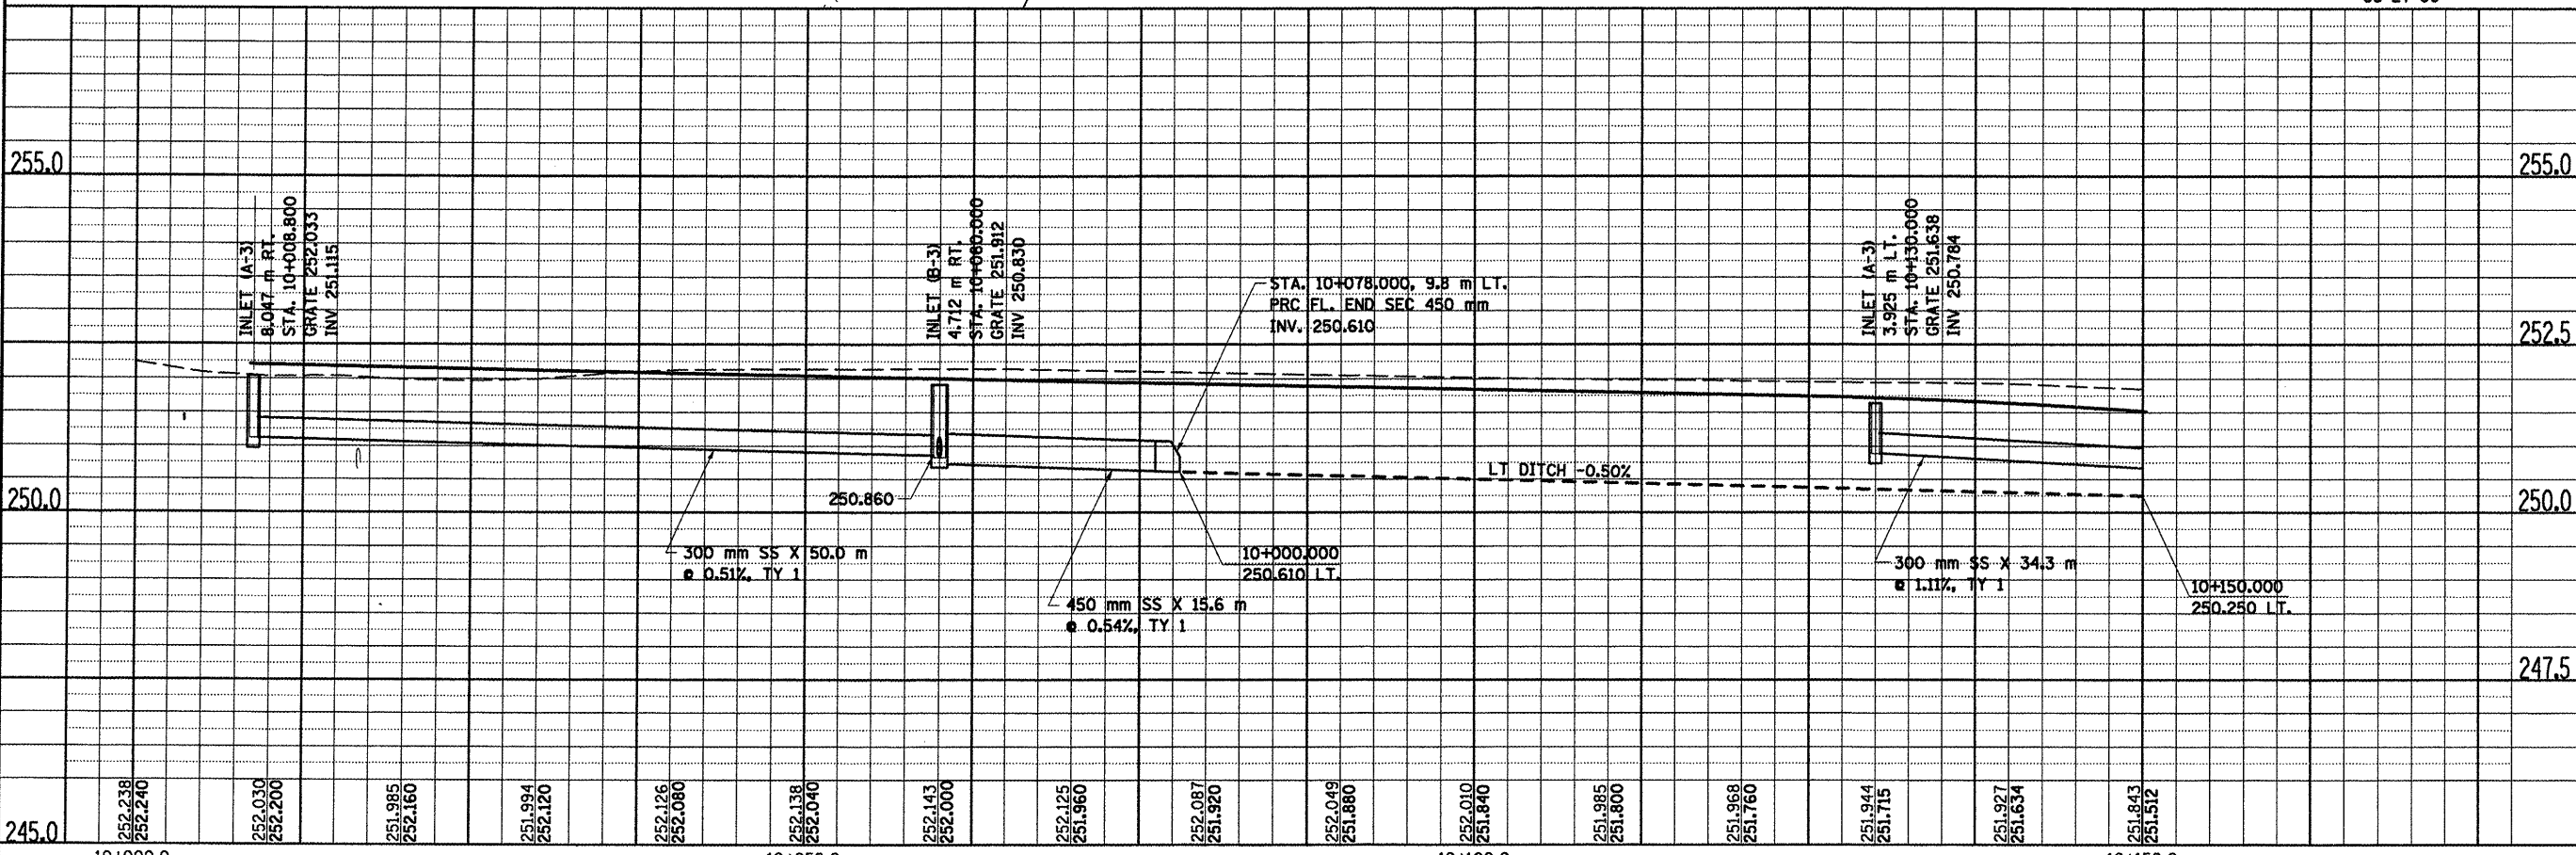 255.0
252.5
250.0
247.5
245.0
255.0
250.0
INLET (A-3)
8.047 m RT.
STA. 10+008.800
GRATE 252.033
INV 251.115
INLET (B-3)
4.712 m RT.
STA. 10+060.000
GRATE 251.912
INV 250.830
STA. 10+078.000, 9.8 m LT.
PRC FL. END SEC 450 mm
INV. 250.610
INLET (A-3)
3.925 m LT.
STA. 10+130.000
GRATE 251.638
INV 250.784
LT DITCH -0.50%
250.860
300 mm SS X 50.0 m
@ 0.51%, TY 1
450 mm SS X 15.6 m
@ 0.54%, TY 1
10+000.000
250.610 LT.
300 mm SS X 34.3 m
@ 1.11%, TY 1
10+150.000
250.250 LT.
252.238
252.240
252.030
252.200
251.985
252.160
251.994
252.120
252.126
252.080
252.138
252.040
252.143
252.000
252.125
251.960
252.087
251.920
252.049
251.880
252.010
251.840
251.985
251.800
251.968
251.760
251.944
251.715
251.927
251.634
251.843
251.512